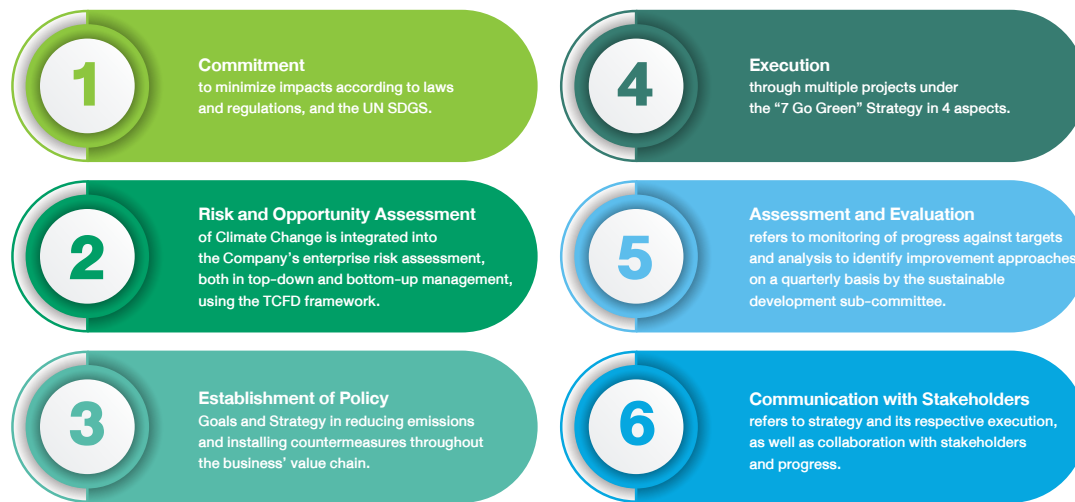 1
Commitment
to minimize impacts according to laws
and regulations, and the UN SDGS.
2
Risk and Opportunity Assessment
of Climate Change is integrated into
the Company's enterprise risk assessment,
both in top-down and bottom-up management,
using the TCFD framework.
3
Establishment of Policy
Goals and Strategy in reducing emissions
and installing countermeasures throughout
the business' value chain.
4
Execution
through multiple projects under
the “7 Go Green” Strategy in 4 aspects.
5
Assessment and Evaluation
refers to monitoring of progress against targets
and analysis to identify improvement approaches
on a quarterly basis by the sustainable
development sub-committee.
6
Communication with Stakeholders
refers to strategy and its respective execution,
as well as collaboration with stakeholders
and progress.